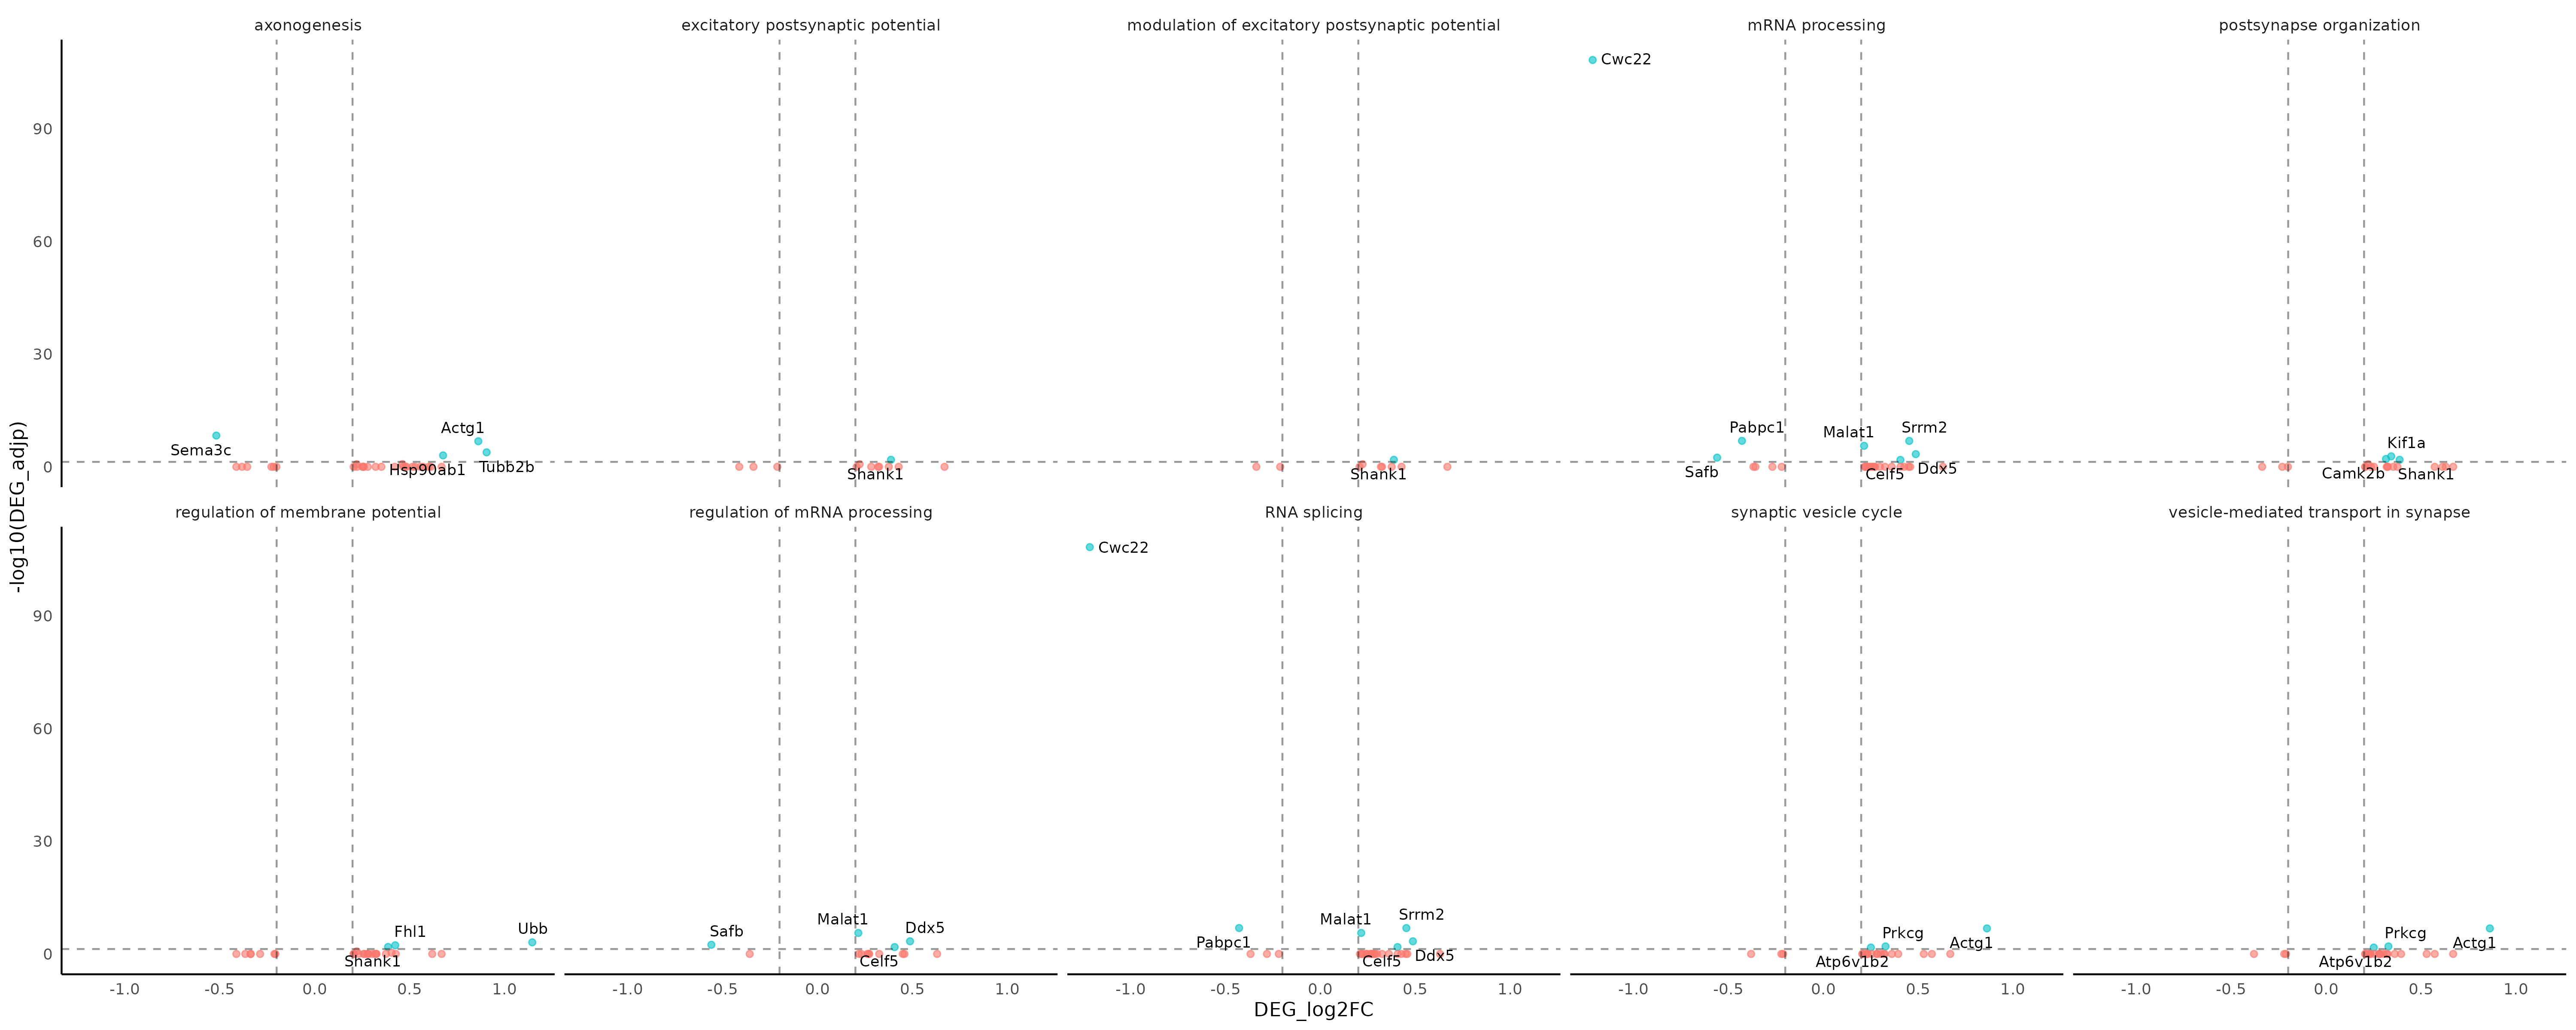 axonogenesis
excitatory postsynaptic potential
modulation of excitatory postsynaptic potential
mRNA processing
postsynapse organization
Cwc22
90
60
30
0
Sema3c
Actg1
Hsp90ab1
Tubb2b
Shank1
Shank1
Pabpc1
Safb
Malat1
Srrm2
Celf5
Ddx5
Kif1a
Camk2b
Shank1
-log10(DEG_adjp)
regulation of membrane potential
regulation of mRNA processing
RNA splicing
synaptic vesicle cycle
vesicle-mediated transport in synapse
Cwc22
90
60
30
0
Fhl1
Ubb
Shank1
Safb
Malat1
Ddx5
Celf5
Pabpc1
Malat1
Srrm2
Celf5
Ddx5
Prkcg
Actg1
Atp6v1b2
Prkcg
Actg1
Atp6v1b2
-1.0 -0.5 0.0 0.5 1.0
-1.0 -0.5 0.0 0.5 1.0
-1.0 -0.5 0.0 0.5 1.0
-1.0 -0.5 0.0 0.5 1.0
-1.0 -0.5 0.0 0.5 1.0
DEG_log2FC